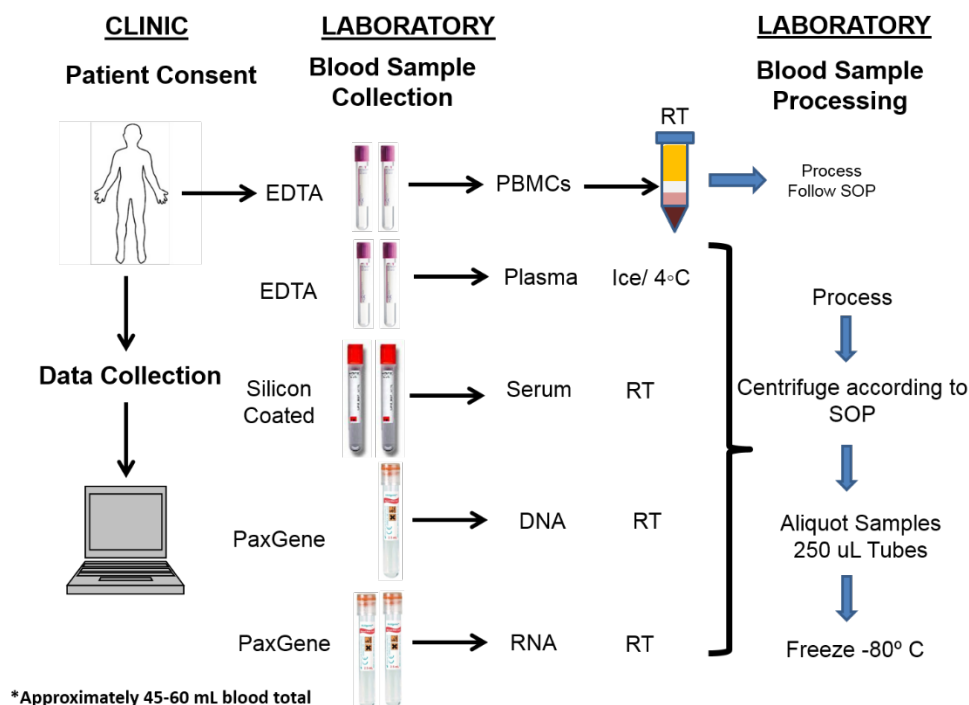 CLINIC
Patient Consent
Data Collection
LABORATORY
Blood Sample
Collection
EDTA
PBMCs
RT
EDTA
Plasma
Ice/ 4◦C
Silicon
Coated
Serum
RT
PaxGene
DNA
RT
PaxGene
RNA
RT
LABORATORY
Blood Sample
Processing
Process
Follow SOP
Process
Centrifuge according to
SOP
Aliquot Samples
250 uL Tubes
Freeze -80º C
*Approximately 45-60 mL blood total